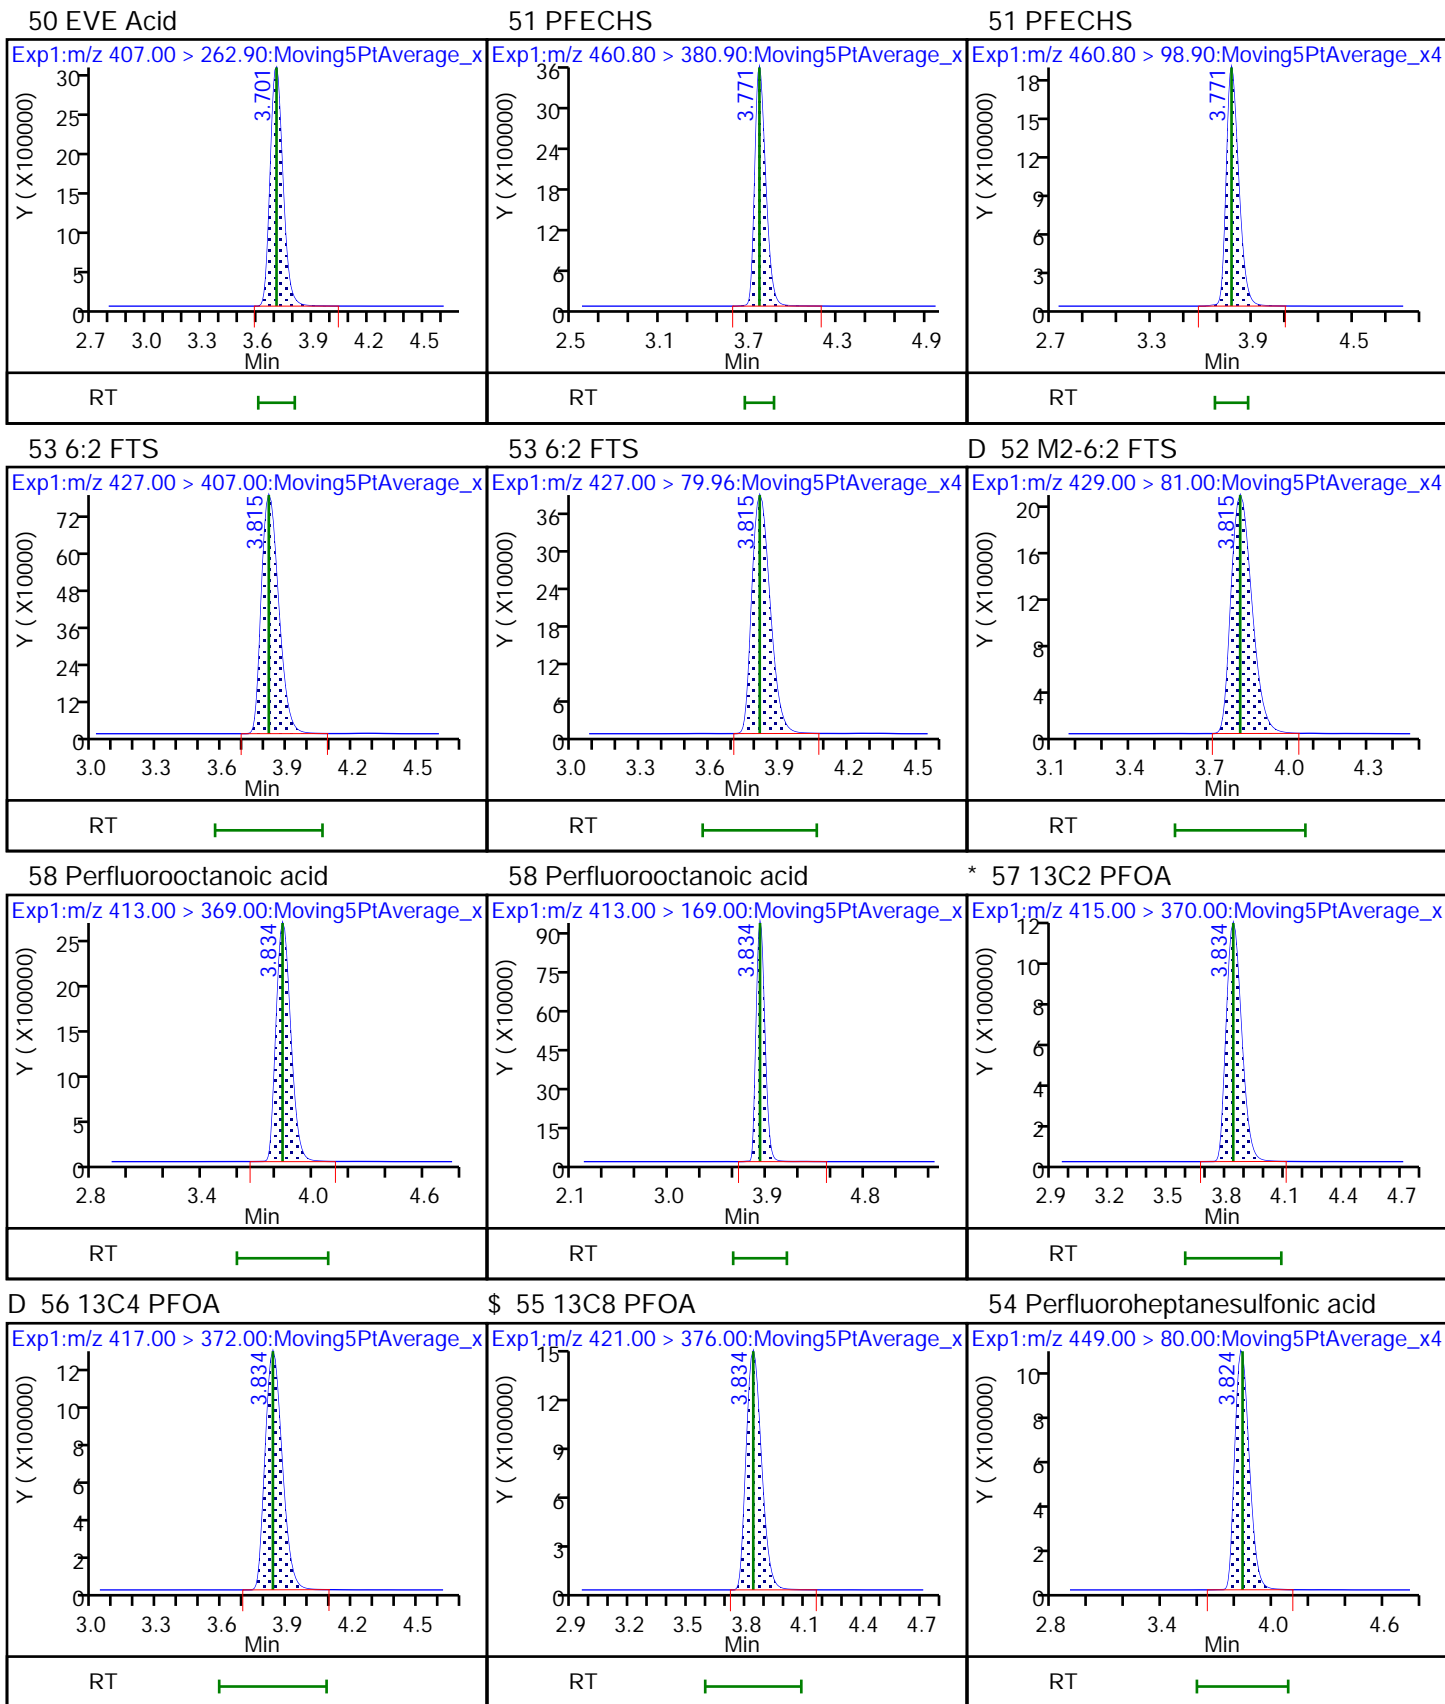 50 EVE Acid
Exp1:m/z 407.00 > 262.90:Moving5PtAverage_x
3.701
Y ( X100000)
30
25
20
15
10
5
0
2.7 3.0 3.3 3.6 3.9 4.2 4.5
Min
RT
51 PFECHS
Exp1:m/z 460.80 > 380.90:Moving5PtAverage_x
3.771
Y ( X100000)
36
30
24
18
12
6
0
2.5 3.1 3.7 4.3 4.9
Min
RT
51 PFECHS
Exp1:m/z 460.80 > 98.90:Moving5PtAverage_x4
3.771
Y ( X100000)
18
15
12
9
6
3
0
2.7 3.3 3.9 4.5
Min
RT
53 6:2 FTS
Exp1:m/z 427.00 > 407.00:Moving5PtAverage_x
3.815
Y ( X10000)
72
60
48
36
24
12
0
3.0 3.3 3.6 3.9 4.2 4.5
Min
RT
53 6:2 FTS
Exp1:m/z 427.00 > 79.96:Moving5PtAverage_x4
3.815
Y ( X10000)
36
30
24
18
12
6
0
3.0 3.3 3.6 3.9 4.2 4.5
Min
RT
D 52 M2-6:2 FTS
Exp1:m/z 429.00 > 81.00:Moving5PtAverage_x4
3.815
Y ( X10000)
20
16
12
8
4
0
3.1 3.4 3.7 4.0 4.3
Min
RT
58 Perfluorooctanoic acid
Exp1:m/z 413.00 > 369.00:Moving5PtAverage_x
3.834
Y ( X100000)
25
20
15
10
5
0
2.8 3.4 4.0 4.6
Min
RT
58 Perfluorooctanoic acid
Exp1:m/z 413.00 > 169.00:Moving5PtAverage_x
3.834
Y ( X10000)
90
75
60
45
30
15
0
2.1 3.0 3.9 4.8
Min
RT
* 57 13C2 PFOA
Exp1:m/z 415.00 > 370.00:Moving5PtAverage_x
3.834
Y ( X100000)
12
10
8
6
4
2
0
2.9 3.2 3.5 3.8 4.1 4.4 4.7
Min
RT
D 56 13C4 PFOA
Exp1:m/z 417.00 > 372.00:Moving5PtAverage_x
3.834
Y ( X100000)
12
10
8
6
4
2
0
3.0 3.3 3.6 3.9 4.2 4.5
Min
RT
$ 55 13C8 PFOA
Exp1:m/z 421.00 > 376.00:Moving5PtAverage_x
3.834
Y ( X100000)
15
12
9
6
3
0
2.9 3.2 3.5 3.8 4.1 4.4 4.7
Min
RT
54 Perfluoroheptanesulfonic acid
Exp1:m/z 449.00 > 80.00:Moving5PtAverage_x4
3.824
Y ( X100000)
10
8
6
4
2
0
2.8 3.4 4.0 4.6
Min
RT